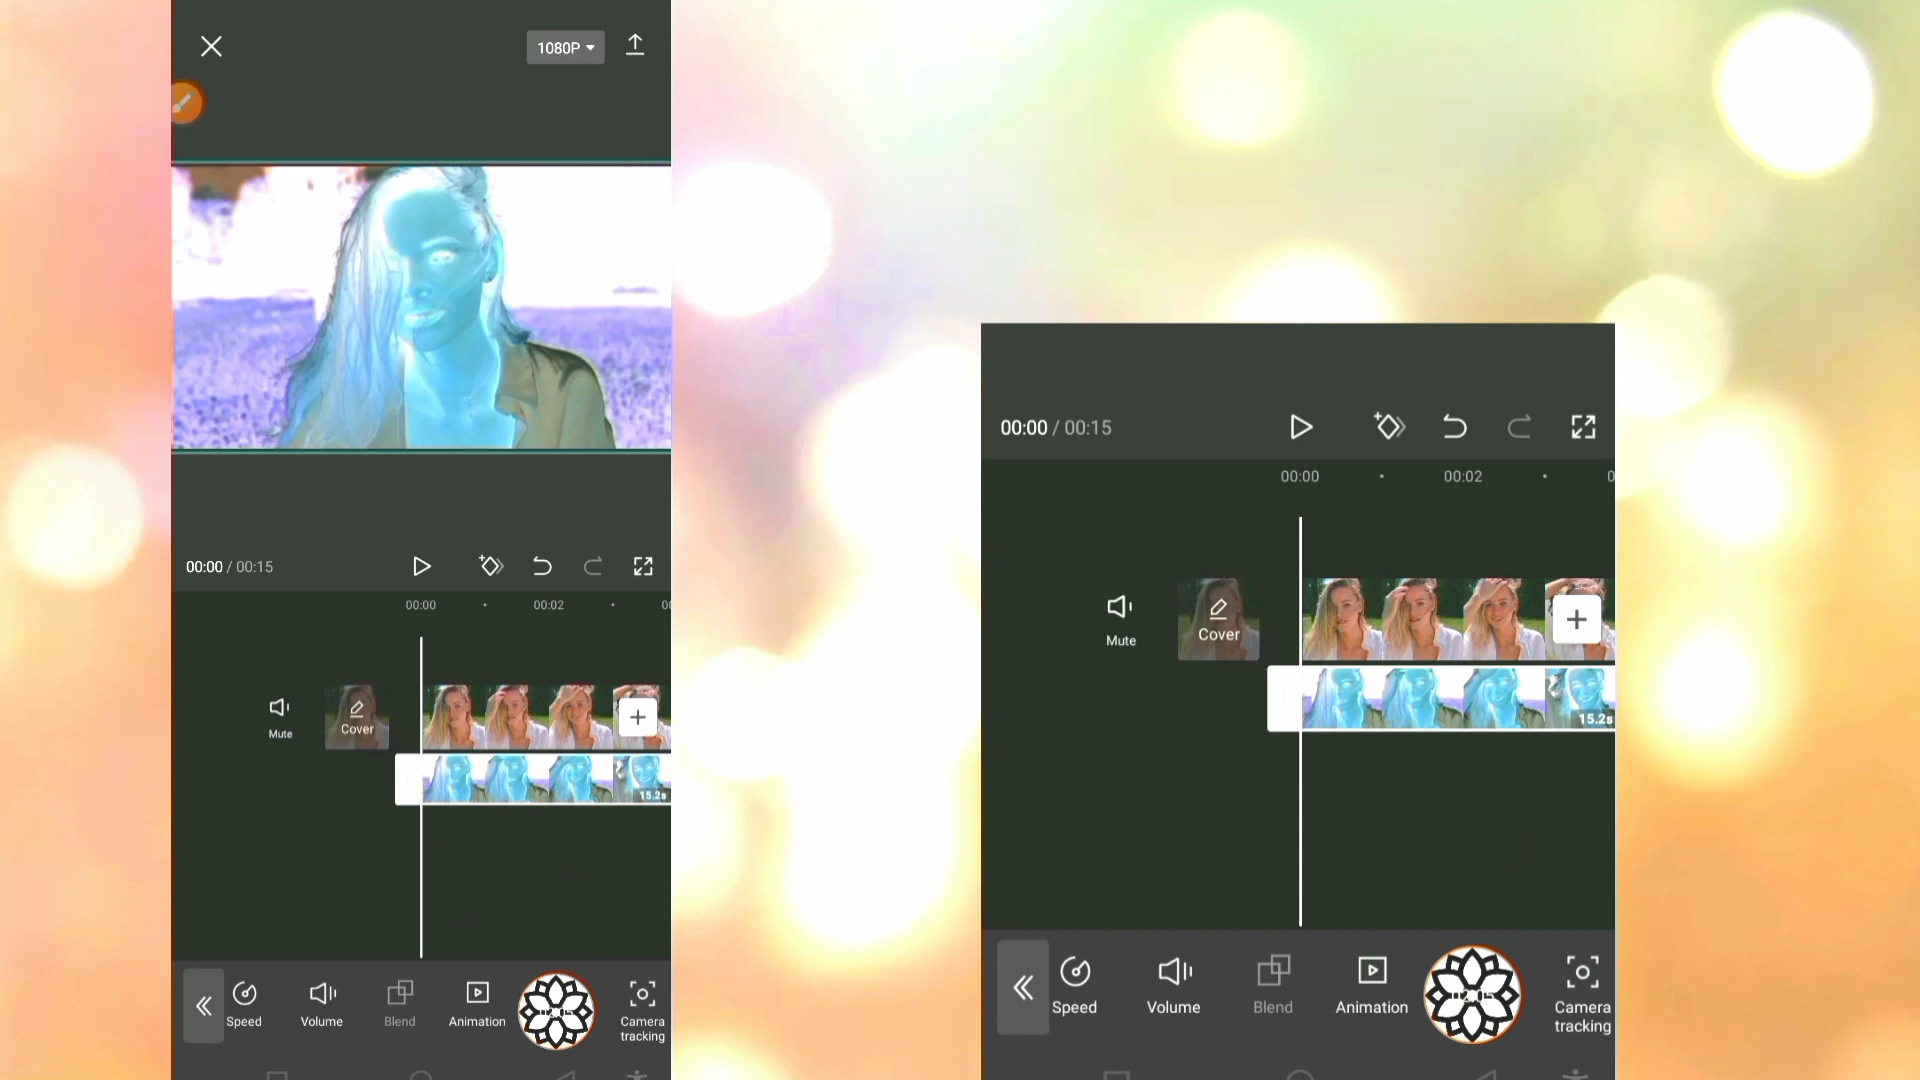 1080P
00:00 / 00:15
00:00
00:02
Mute
Cover
15.2s
Speed
Volume
Blend
Animation
Camera
tracking
00:00 / 00:15
00:00
00:02
Mute
Cover
15.2s
Speed
Volume
Blend
Animation
Camera
tracking